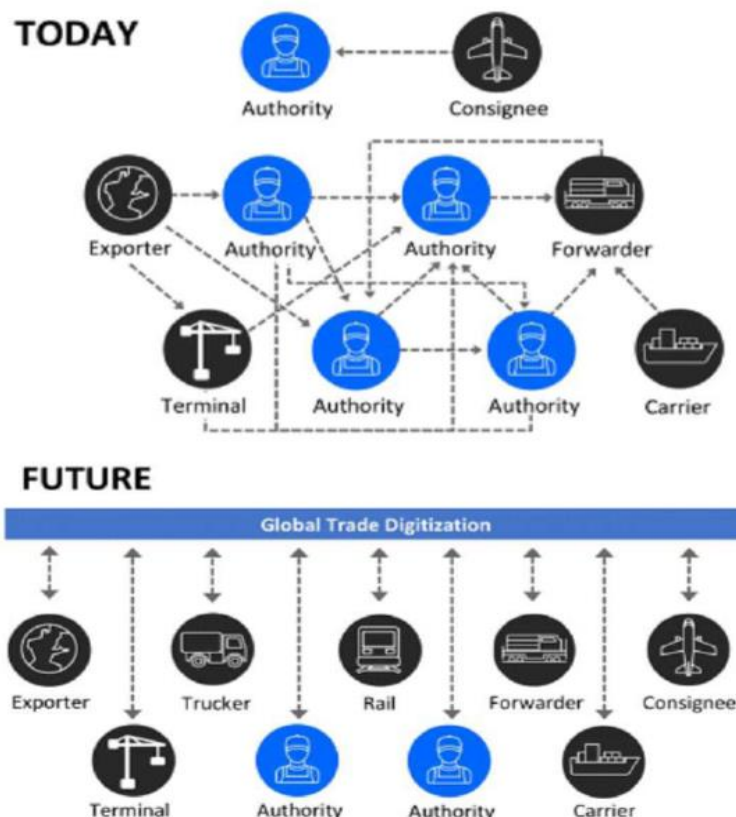 TODAY
Authority Consignee
Exporter Authority Authority Forwarder
Terminal Authority Authority Carrier
FUTURE
Global Trade Digitization
Exporter Trucker Rail Forwarder Consignee
Terminal Authority Authority Carrier